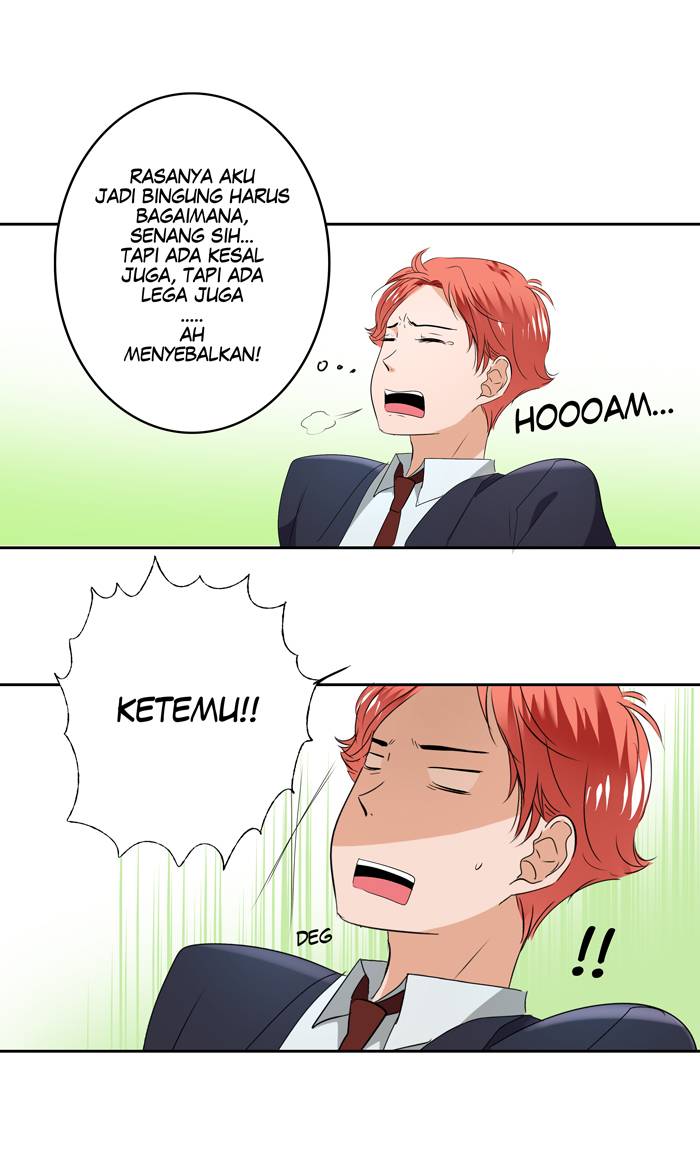 RASANYA AKU
JADI BINGUNG HARUS
BAGAIMANA,
SENANG SIH...
TAPI ADA KESAL
JUGA, TAPI ADA
LEGA JUGA
.....
AH
MENYEBALKAN!
HOOOAM...
KETEMU!!
DEG
!!